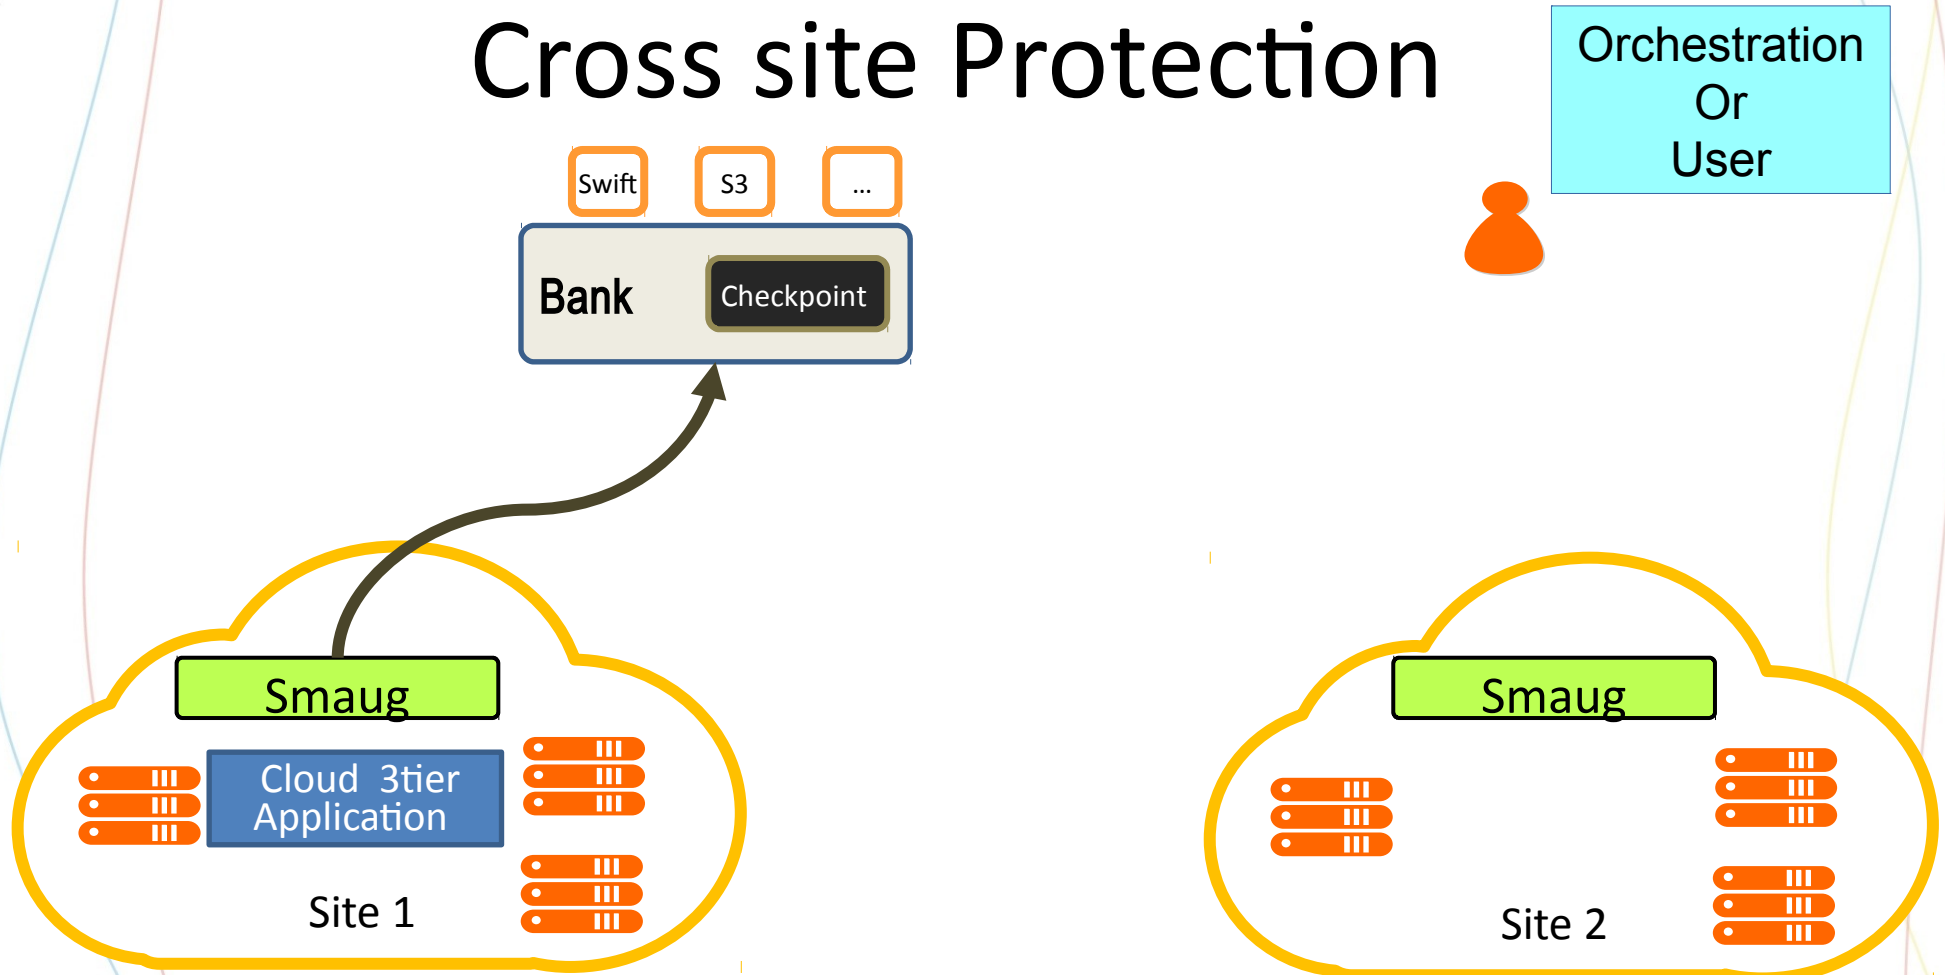 Cross site Protection
Orchestration
Or
User
Swift
S3
...
Bank
Checkpoint
Smaug
Cloud 3tier
Application
Site 1
Smaug
Site 2